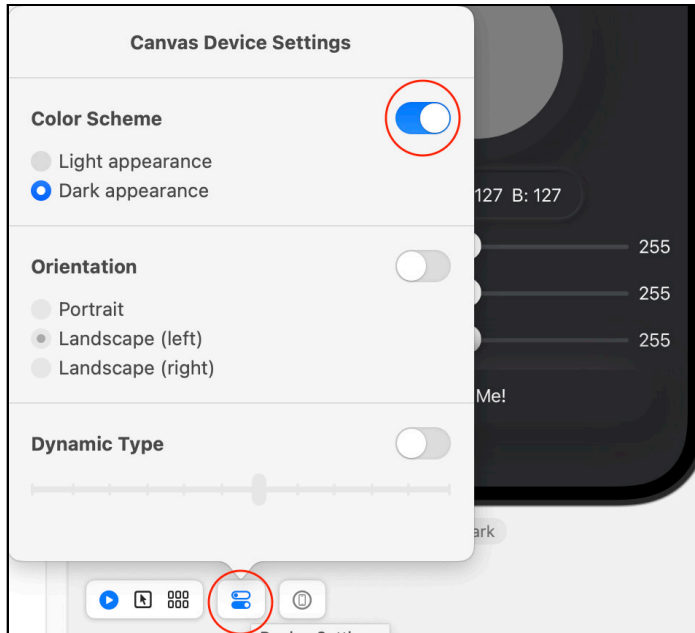 Canvas Device Settings
Color Scheme
Light appearance
Dark appearance
127 B: 127
Orientation
255
Portrait
255
Landscape (left)
255
Landscape (right)
Me!
Dynamic Type
ark